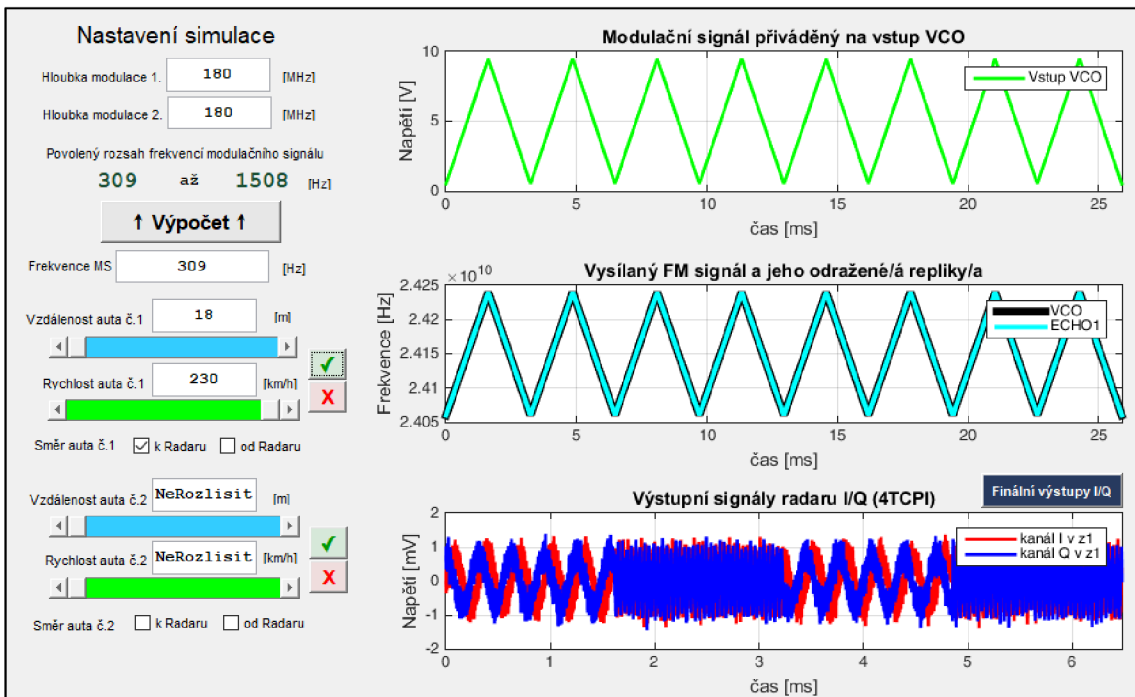 Nastavení simulace
Hloubka modulace 1. 180 [MHz]
Hloubka modulace 2. 180 [MHz]
Povolený rozsah frekvencí modulačního signálu
309 až 1508 [Hz]
↑ Výpočet ↑
Frekvence MS 309 [Hz]
Vzdálenost auta č.1 18 [m]
Rychlost auta č.1 230 [km/h]
✓
X
Směr auta č.1 k Radaru od Radaru
Vzdálenost auta č.2 NeRozlisit [m]
Rychlost auta č.2 NeRozlisit [km/h]
✓
X
Směr auta č.2 k Radaru od Radaru
Modulační signál přiváděný na vstup VCO
Napětí [V]
10
5
0
Vstup VCO
0 5 10 15 20 25
čas [ms]
× 10^10 Vysílaný FM signál a jeho odražené/á repliky/a
Frekvence [Hz]
2.425
2.42
2.415
2.41
2.405
VCO
ECHO1
0 5 10 15 20 25
čas [ms]
Finální výstupy I/Q
Výstupní signály radaru I/Q (4TCPI)
Napětí [mV]
2
1
0
-1
-2
kanál I v z1
kanál Q v z1
0 1 2 3 4 5 6
čas [ms]